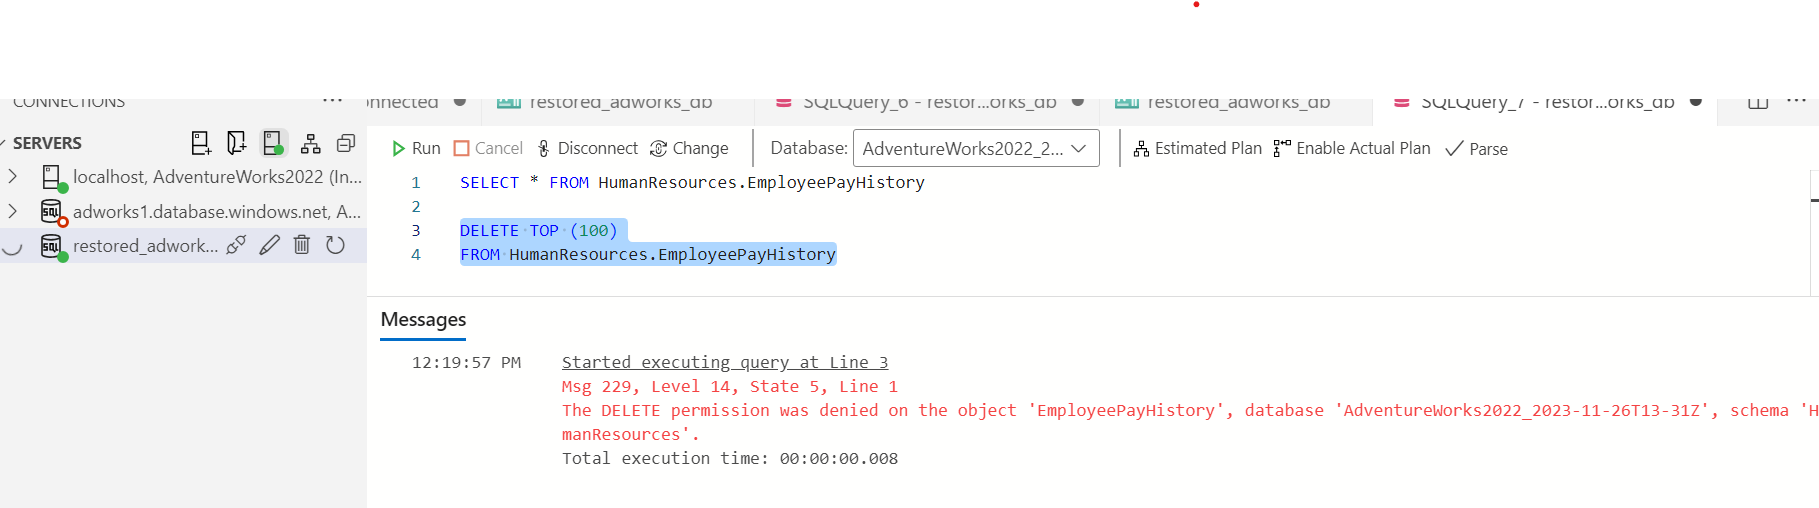 CONNECTIONS ...
onnected
restored_adworks_db
SQLQuery_6 - restor...orks_db
restored_adworks_db
SQLQuery_7 - restor...orks_db
...
SERVERS
localhost, AdventureWorks2022 (In...
adworks1.database.windows.net, A...
restored_adwork...
Run Cancel Disconnect Change Database: AdventureWorks2022_2... Estimated Plan Enable Actual Plan Parse
1 SELECT * FROM HumanResources.EmployeePayHistory
2
3 DELETE TOP (100)
4 FROM HumanResources.EmployeePayHistory
Messages
12:19:57 PM Started executing query at Line 3
Msg 229, Level 14, State 5, Line 1
The DELETE permission was denied on the object 'EmployeePayHistory', database 'AdventureWorks2022_2023-11-26T13-31Z', schema 'H
manResources'.
Total execution time: 00:00:00.008